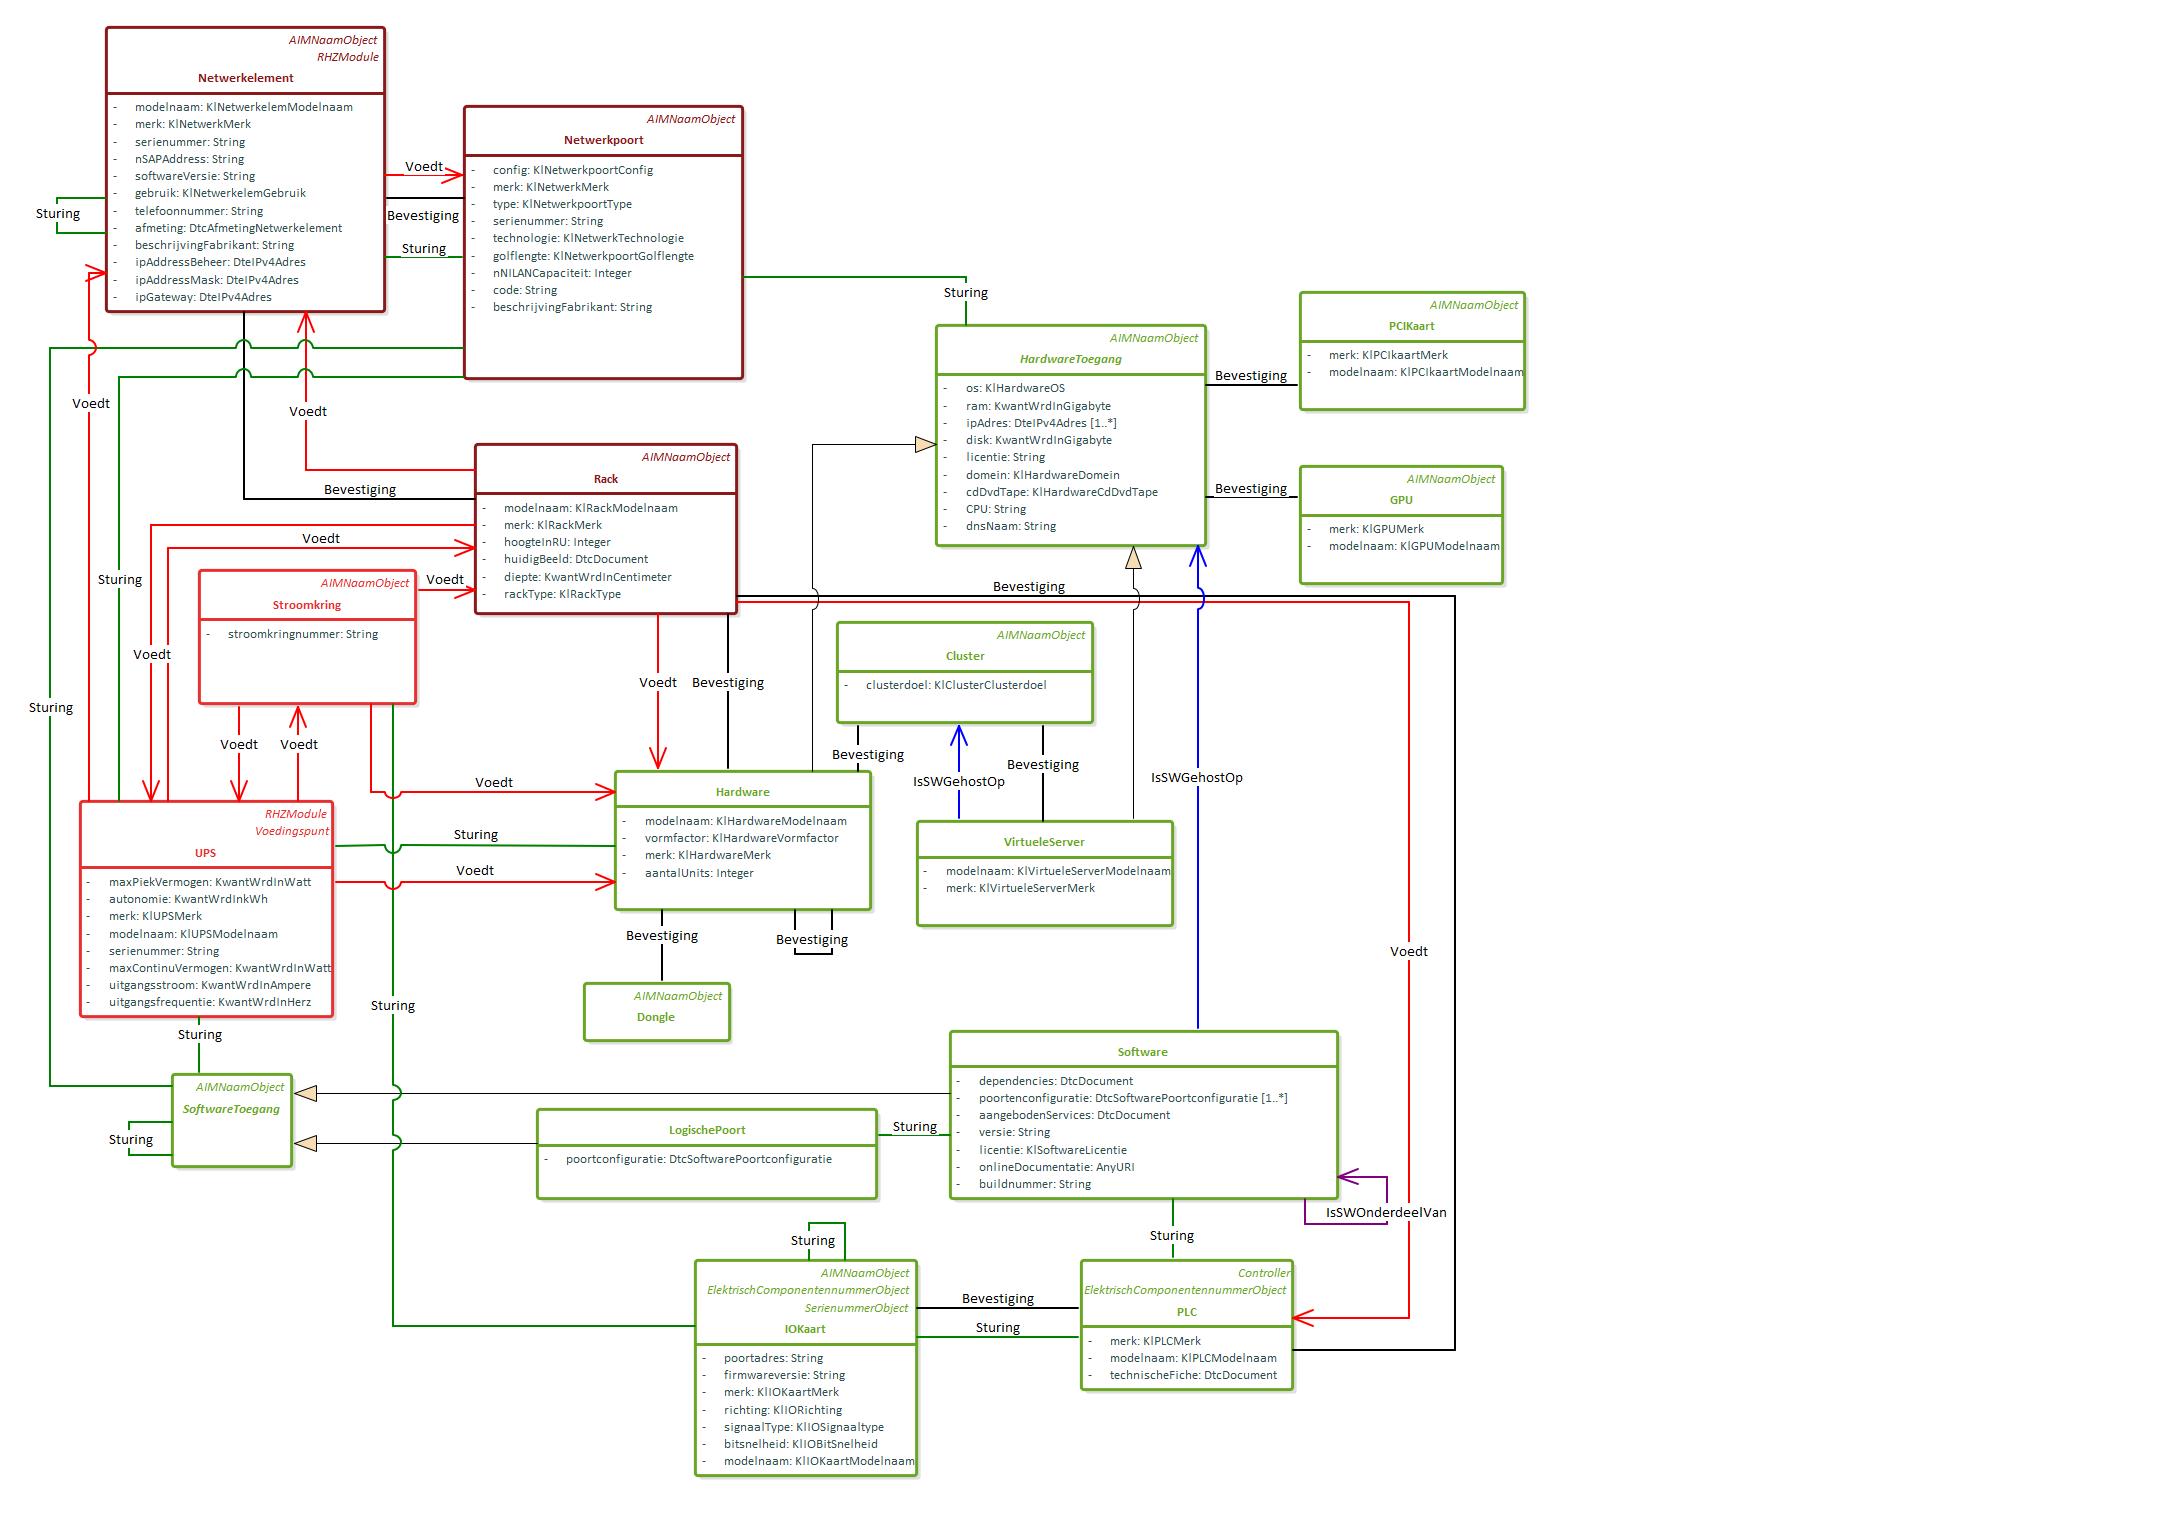 AIMNaamObject
RHZModule
Netwerkelement
- modelnaam: KlNetwerkelemModelnaam
- merk: KlNetwerkMerk
- serienummer: String
- nSAPAddress: String
- softwareVersie: String
- gebruik: KlNetwerkelemGebruik
- telefoonnummer: String
- afmeting: DtcAfmetingNetwerkelement
- beschrijvingFabrikant: String
- ipAddressBeheer: DteIPv4Adres
- ipAddressMask: DteIPv4Adres
- ipGateway: DteIPv4Adres
Sturing
Voedt
Bevestiging
Sturing
AIMNaamObject
Netwerkpoort
- config: KlNetwerkpoortConfig
- merk: KlNetwerkMerk
- type: KlNetwerkpoortType
- serienummer: String
- technologie: KlNetwerkTechnologie
- golflengte: KlNetwerkpoortGolflengte
- nNILANCapaciteit: Integer
- code: String
- beschrijvingFabrikant: String
Sturing
AIMNaamObject
HardwareToegang
- os: KlHardwareOS
- ram: KwantWrdInGigabyte
- ipAdres: DteIPv4Adres [1..*]
- disk: KwantWrdInGigabyte
- licentie: String
- domein: KlHardwareDomein
- cdDvdTape: KlHardwareCdDvdTape
- CPU: String
- dnsNaam: String
Bevestiging
AIMNaamObject
PCIKaart
- merk: KlPCIkaartMerk
- modelnaam: KlPCIkaartModelnaam
Bevestiging
AIMNaamObject
GPU
- merk: KlGPUMerk
- modelnaam: KlGPUModelnaam
Voedt
Voedt
Bevestiging
AIMNaamObject
Rack
- modelnaam: KlRackModelnaam
- merk: KlRackMerk
- hoogteInRU: Integer
- huidigBeeld: DtcDocument
- diepte: KwantWrdInCentimeter
- rackType: KlRackType
Voedt
Sturing
Voedt
Bevestiging
AIMNaamObject
Stroomkring
- stroomkringnummer: String
Voedt
Sturing
Voedt
Voedt
Voedt
Bevestiging
AIMNaamObject
Cluster
- clusterdoel: KlClusterClusterdoel
Bevestiging
IsSWGehostOp
Bevestiging
IsSWGehostOp
Voedt
Hardware
- modelnaam: KlHardwareModelnaam
- vormfactor: KlHardwareVormfactor
- merk: KlHardwareMerk
- aantalUnits: Integer
Sturing
Voedt
RHZModule
Voedingspunt
UPS
- maxPiekVermogen: KwantWrdInWatt
- autonomie: KwantWrdInkWh
- merk: KlUPSMerk
- modelnaam: KlUPSModelnaam
- serienummer: String
- maxContinuVermogen: KwantWrdInWatt
- uitgangsstroom: KwantWrdInAmpere
- uitgangsfrequentie: KwantWrdInHerz
VirtueleServer
- modelnaam: KlVirtueleServerModelnaam
- merk: KlVirtueleServerMerk
Bevestiging
Bevestiging
Voedt
AIMNaamObject
Dongle
Sturing
Sturing
AIMNaamObject
SoftwareToegang
Sturing
LogischePoort
- poortconfiguratie: DtcSoftwarePoortconfiguratie
Sturing
Software
- dependencies: DtcDocument
- poortenconfiguratie: DtcSoftwarePoortconfiguratie [1..*]
- aangebodenServices: DtcDocument
- versie: String
- licentie: KlSoftwareLicentie
- onlineDocumentatie: AnyURI
- buildnummer: String
IsSWOnderdeelVan
Sturing
Sturing
AIMNaamObject
ElektrischComponentennummerObject
SerienummerObject
IOKaart
- poortadres: String
- firmwareversie: String
- merk: KlIOKaartMerk
- richting: KlIORichting
- signaalType: KlIOSignaaltype
- bitsnelheid: KlIOBitSnelheid
- modelnaam: KlIOKaartModelnaam
Bevestiging
Sturing
Controller
ElektrischComponentennummerObject
PLC
- merk: KlPLCMerk
- modelnaam: KlPLCModelnaam
- technischeFiche: DtcDocument